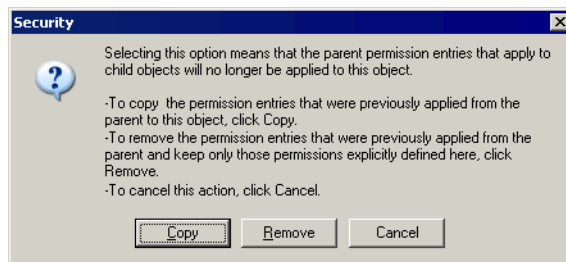 Security
Selecting this option means that the parent permission entries that apply to
child objects will no longer be applied to this object.
-To copy  the permission entries that were previously applied from the
parent to this object, click Copy.
-To remove the permission entries that were previously applied from the
parent and keep only those permissions explicitly defined here, click
Remove.
-To cancel this action, click Cancel.
Copy Remove Cancel